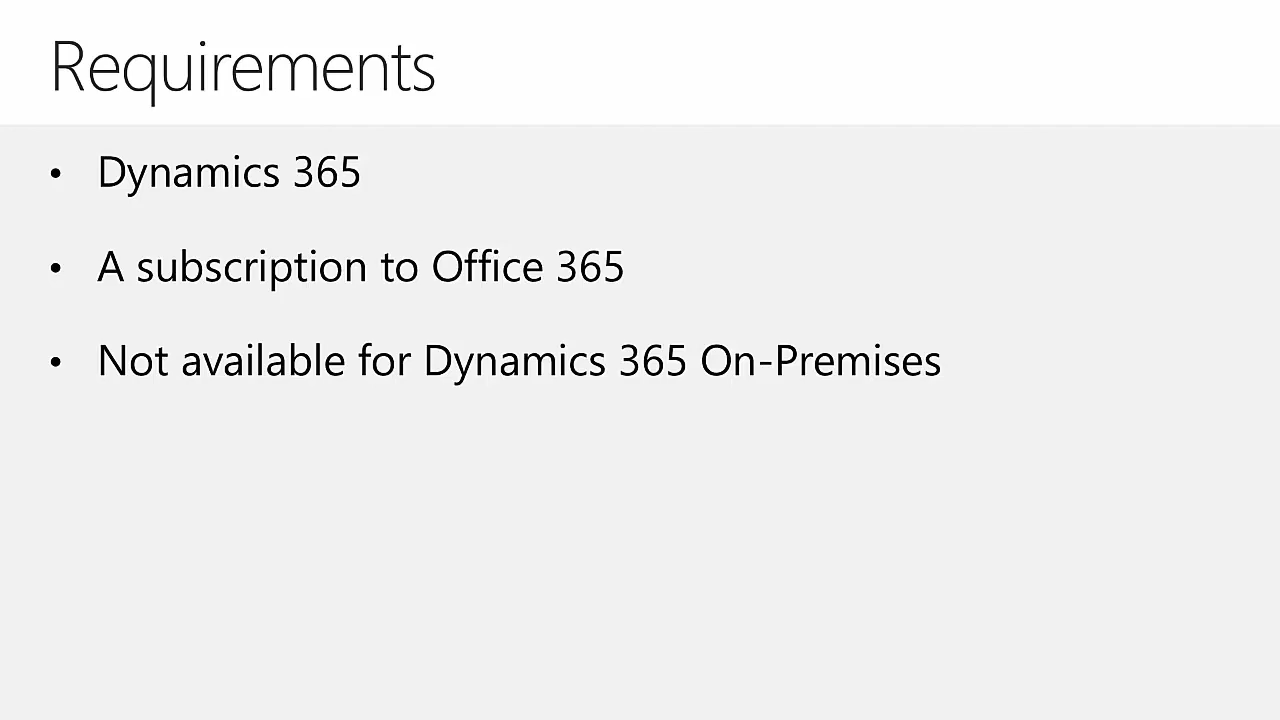 Requirements
• Dynamics 365
• A subscription to Office 365
• Not available for Dynamics 365 On-Premises